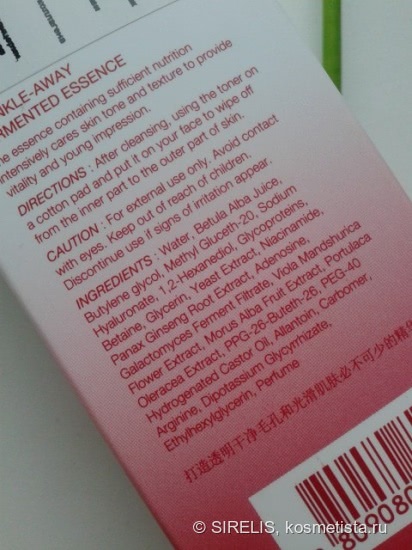 NKLE-AWAY
RMENTED ESSENCE
he essence containing sufficient nutrition
intensively cares skin tone and texture to provide
vitality and young impression.
DIRECTIONS : After cleansing, using the toner on
a cotton pad and put it on your face to wipe off
from the inner part to the outer part of skin.
CAUTION : For external use only. Avoid contact
with eyes. Keep out of reach of children.
Discontinue use if signs of irritation appear.
INGREDIENTS : Water, Betula Alba Juice,
Butylene glycol, Methyl Gluceth-20, Sodium
Hyaluronate, 1,2-Hexanediol, Glycoproteins,
Betaine, Glycerin, Yeast Extract, Niacinamide,
Panax Ginseng Root Extract, Adenosine,
Galactomyces Ferment Filtrate, Viola Mandshurica
Flower Extract, Morus Alba Fruit Extract, Portulaca
Oleracea Extract, PPG-26-Buteth-26, PEG-40
Hydrogenated Castor Oil, Allantoin, Carbomer,
Arginine, Dipotassium Glycyrrhizate,
Ethylhexylglycerin, Perfume
打造透明干净毛孔和光滑肌肤必不可少的精
© SIRELIS, kosmetista.ru